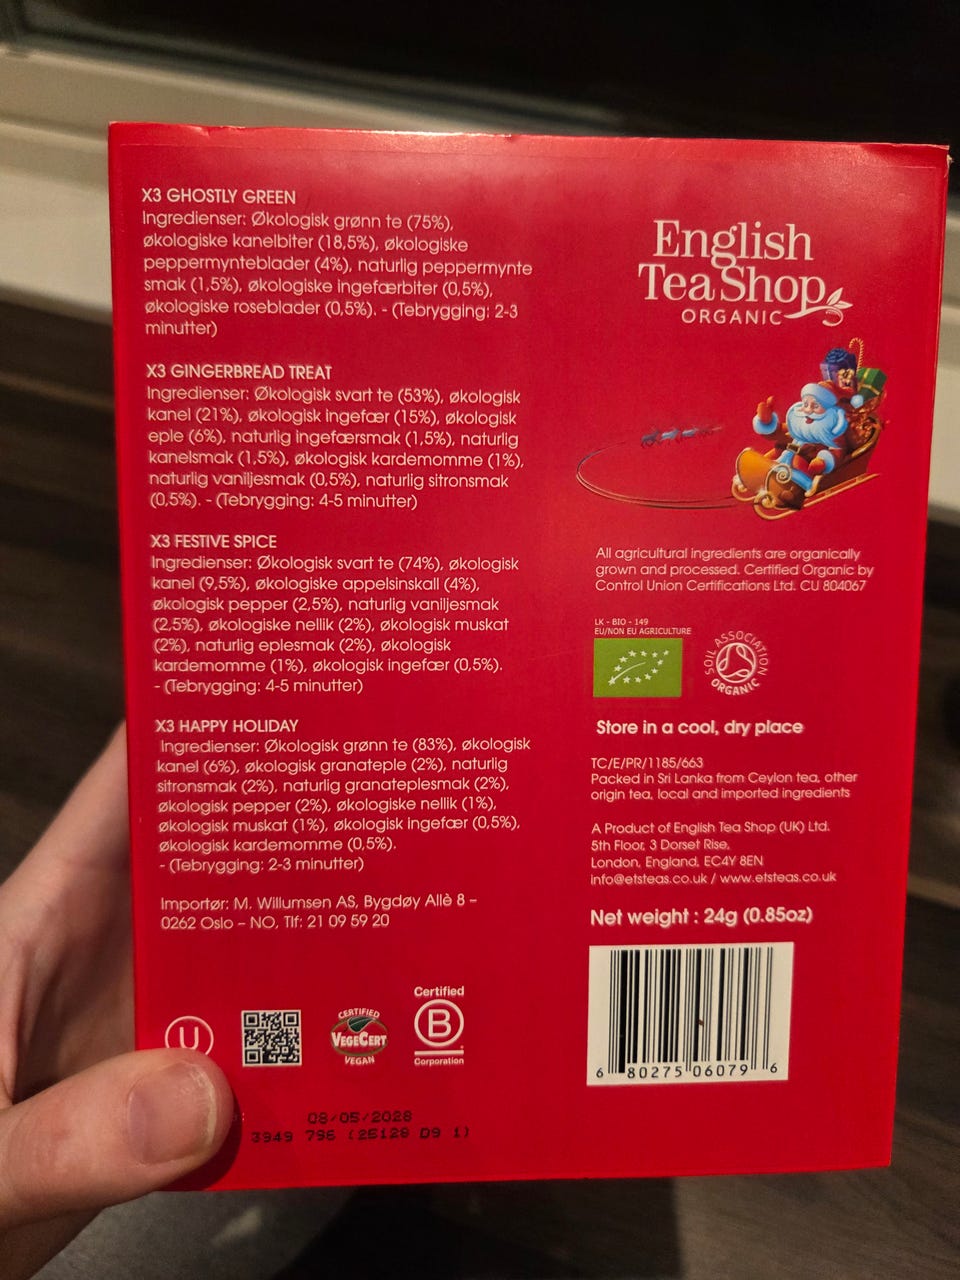 X3 GHOSTLY GREEN
Ingredienser: Økologisk grønn te (75%),
økologiske kanelbiter (18,5%), økologiske
peppermynteblader (4%), naturlig peppermynte
smak (1,5%), økologiske ingefærbiter (0,5%),
økologiske roseblader (0,5%). - (Tebrygging: 2-3
minutter)
X3 GINGERBREAD TREAT
Ingredienser: Økologisk svart te (53%), økologisk
kanel (21%), økologisk ingefær (15%), økologisk
eple (6%), naturlig ingefærsmak (1,5%), naturlig
kanelsmak (1,5%), økologisk kardemomme (1%),
naturlig vaniljesmak (0,5%), naturlig sitronsmak
(0,5%). - (Tebrygging: 4-5 minutter)
X3 FESTIVE SPICE
Ingredienser: Økologisk svart te (74%), økologisk
kanel (9,5%), økologiske appelsinskall (4%),
økologisk pepper (2,5%), naturlig vaniljesmak
(2,5%), økologiske nellik (2%), økologisk muskat
(2%), naturlig eplesmak (2%), økologisk
kardemomme (1%), økologisk ingefær (0,5%).
- (Tebrygging: 4-5 minutter)
X3 HAPPY HOLIDAY
Ingredienser: Økologisk grønn te (83%), økologisk
kanel (6%), økologisk granateple (2%), naturlig
sitronsmak (2%), naturlig granateplesmak (2%),
økologisk pepper (2%), økologiske nellik (1%),
økologisk muskat (1%), økologisk ingefær (0,5%),
økologisk kardemomme (0,5%).
- (Tebrygging: 2-3 minutter)
Importør: M. Willumsen AS, Bygdøy Allè 8 –
0262 Oslo – NO, Tlf: 21 09 59 20
U
CERTIFIED
VEGECERT
VEGAN
Certified
B
Corporation
08/05/2028
3949 796 (25128 D9 1)
English
Tea Shop
ORGANIC
All agricultural ingredients are organically
grown and processed. Certified Organic by
Control Union Certifications Ltd. CU 804067
LK - BIO - 149
EU/NON EU AGRICULTURE
SOIL ASSOCIATION
ORGANIC
Store in a cool, dry place
TC/E/PR/1185/663
Packed in Sri Lanka from Ceylon tea, other
origin tea, local and imported ingredients
A Product of English Tea Shop (UK) Ltd.
5th Floor, 3 Dorset Rise,
London, England, EC4Y 8EN
info@etsteas.co.uk / www.etsteas.co.uk
Net weight : 24g (0.85oz)
6 80275 06079 6